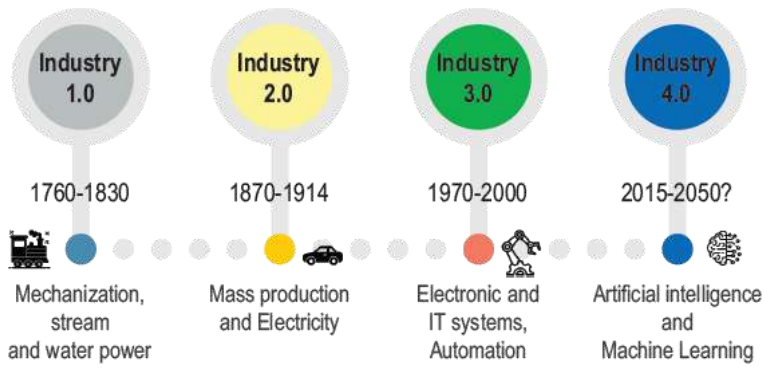 Industry
1.0
Industry
2.0
Industry
3.0
Industry
4.0
1760-1830
1870-1914
1970-2000
2015-2050?
Mechanization,
stream
and water power
Mass production
and Electricity
Electronic and
IT systems,
Automation
Artificial intelligence
and
Machine Learning